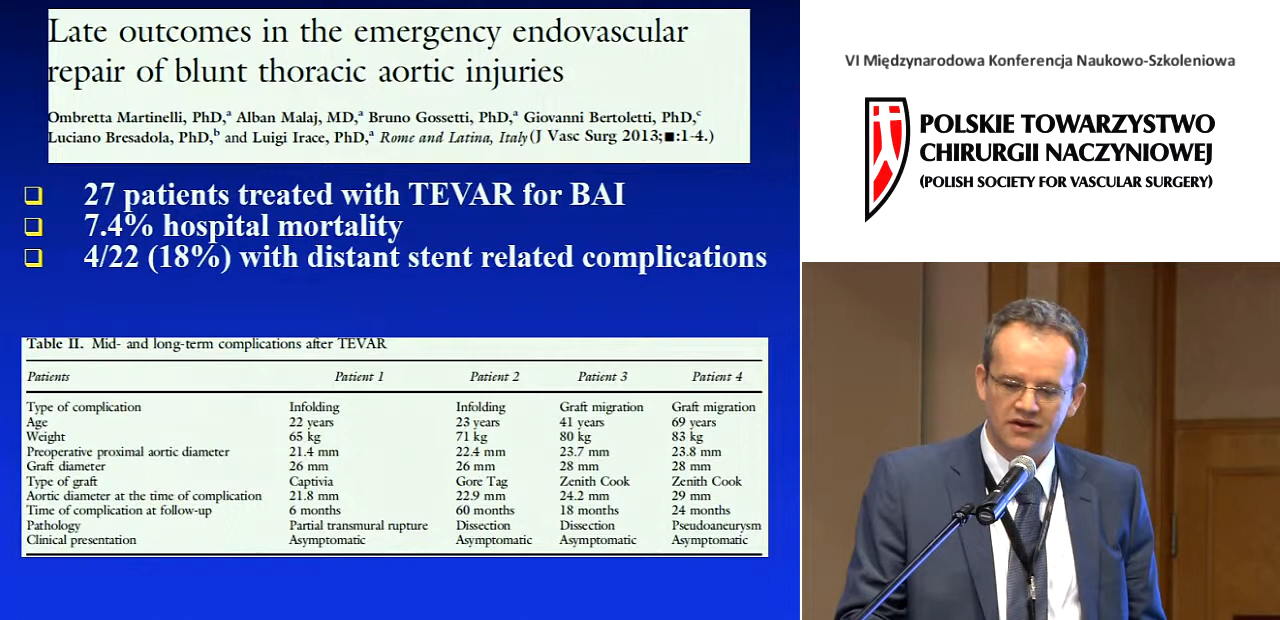 Late outcomes in the emergency endovascular
repair of blunt thoracic aortic injuries
Ombretta Martinelli, PhD,a Alban Malaj, MD,a Bruno Gossetti, PhD,a Giovanni Bertoletti, PhD,c
Luciano Bresadola, PhD,b and Luigi Irace, PhD,a Rome and Latina, Italy (J Vasc Surg 2013;■:1-4.)
27 patients treated with TEVAR for BAI
7.4% hospital mortality
4/22 (18%) with distant stent related complications
Table II. Mid- and long-term complications after TEVAR
Patients Patient 1 Patient 2 Patient 3 Patient 4
Type of complication Infolding Infolding Graft migration Graft migration
Age 22 years 23 years 41 years 69 years
Weight 65 kg 71 kg 80 kg 83 kg
Preoperative proximal aortic diameter 21.4 mm 22.4 mm 23.7 mm 23.8 mm
Graft diameter 26 mm 26 mm 28 mm 28 mm
Type of graft Captivia Gore Tag Zenith Cook Zenith Cook
Aortic diameter at the time of complication 21.8 mm 22.9 mm 24.2 mm 29 mm
Time of complication at follow-up 6 months 60 months 18 months 24 months
Pathology Partial transmural rupture Dissection Dissection Pseudoaneurysm
Clinical presentation Asymptomatic Asymptomatic Asymptomatic Asymptomatic
VI Międzynarodowa Konferencja Naukowo-Szkoleniowa
POLSKIE TOWARZYSTWO
CHIRURGII NACZYNIOWEJ
(POLISH SOCIETY FOR VASCULAR SURGERY)